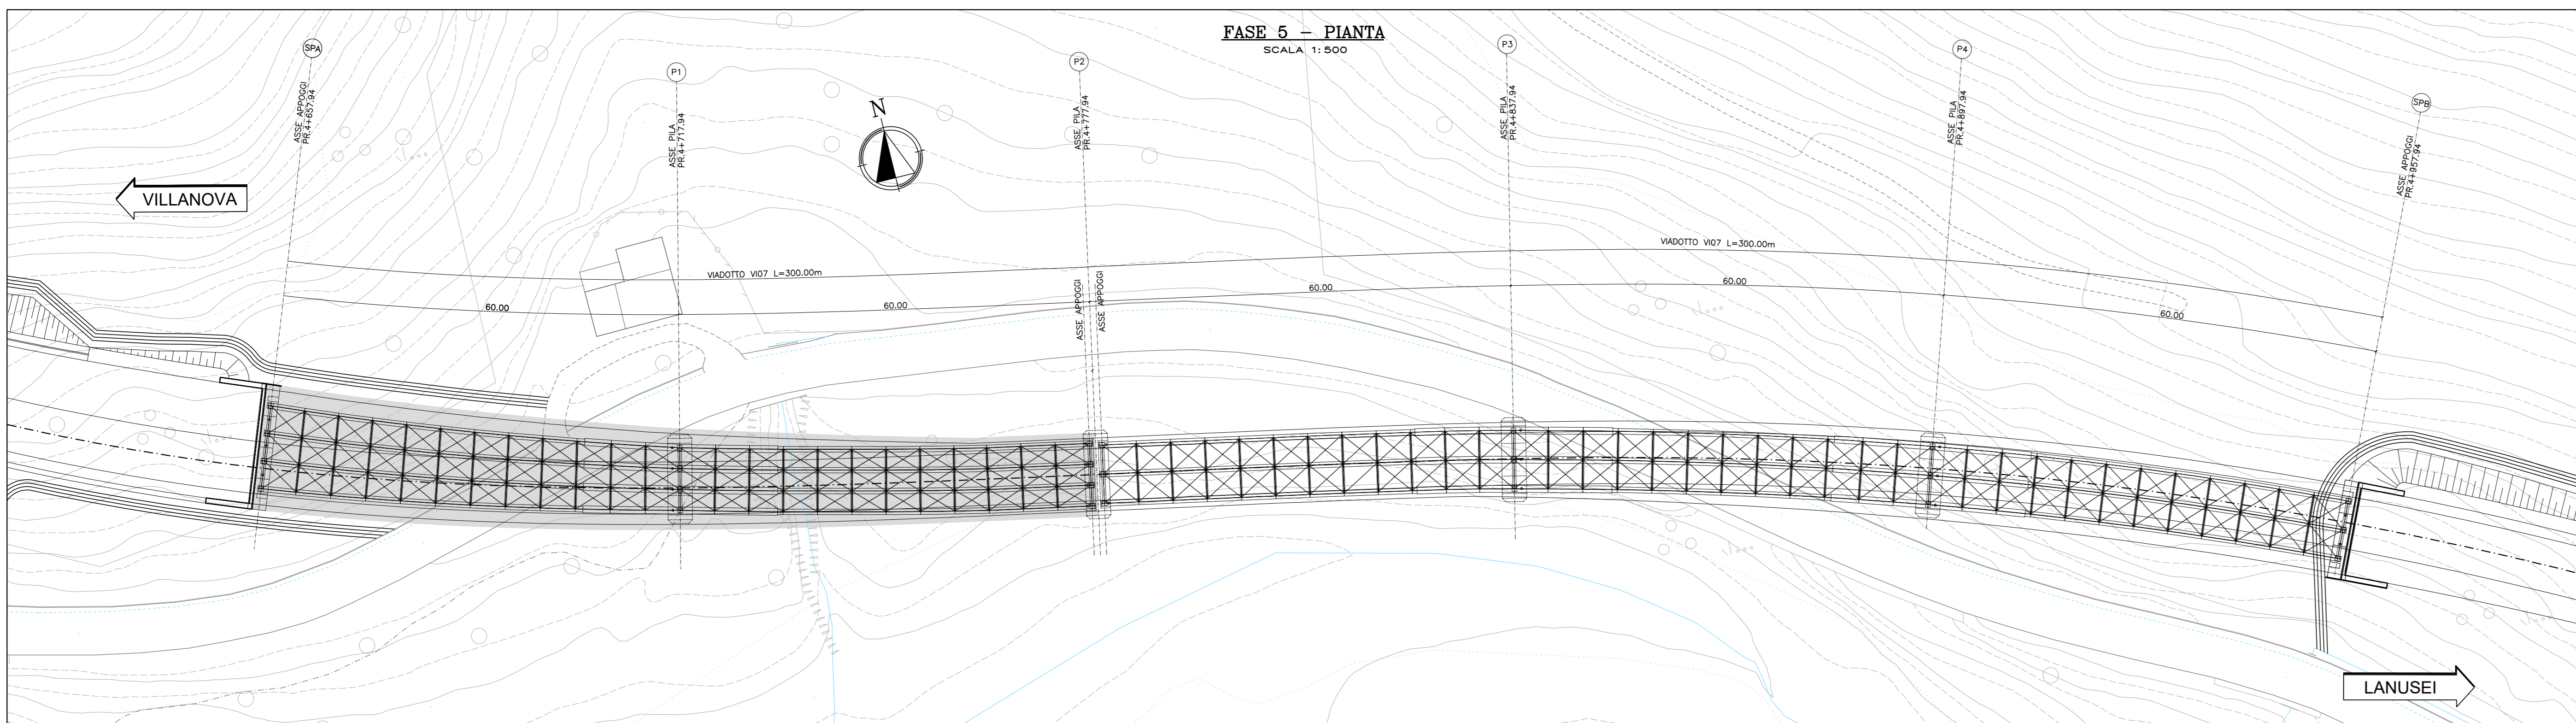 FASE 5 - PIANTA
SCALA 1:500
SPA
ASSE APPOGGI
PR.4+657.94
P1
ASSE PILA
PR.4+717.94
P2
ASSE PILA
PR.4+777.94
P3
ASSE PILA
PR.4+837.94
P4
ASSE PILA
PR.4+897.94
SPB
ASSE APPOGGI
PR.4+957.94
N
VILLANOVA
VIADOTTO VI07 L=300.00m
VIADOTTO VI07 L=300.00m
60.00
60.00
60.00
60.00
60.00
ASSE APPOGGI
ASSE APPOGGI
LANUSEI